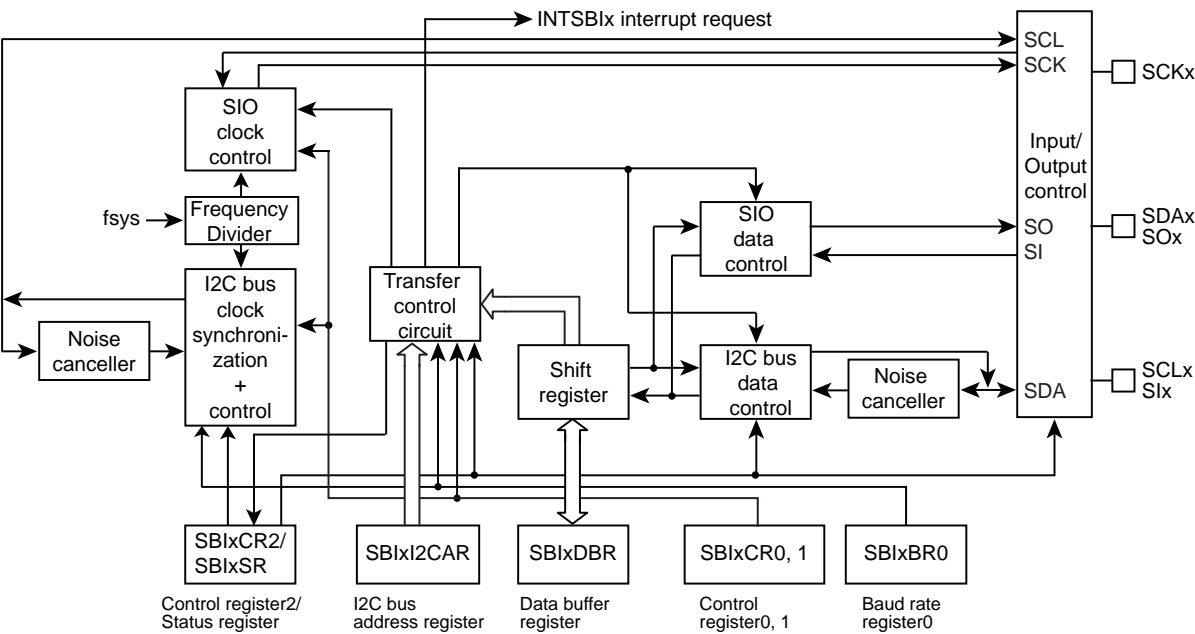 INTSBIx interrupt request
SCL
SCK
SCKx
SIO
clock
control
Input/
Output
control
fsys
Frequency
Divider
SIO
data
control
SO
SI
SDAx
SOx
I2C bus
clock
synchroni-
zation
+
control
Transfer
control
circuit
Noise
canceller
Shift
register
I2C bus
data
control
Noise
canceller
SDA
SCLx
SIx
SBIxCR2/
SBIxSR
SBIxI2CAR
SBIxDBR
SBIxCR0, 1
SBIxBR0
Control register2/
Status register
I2C bus
address register
Data buffer
register
Control
register0, 1
Baud rate
register0